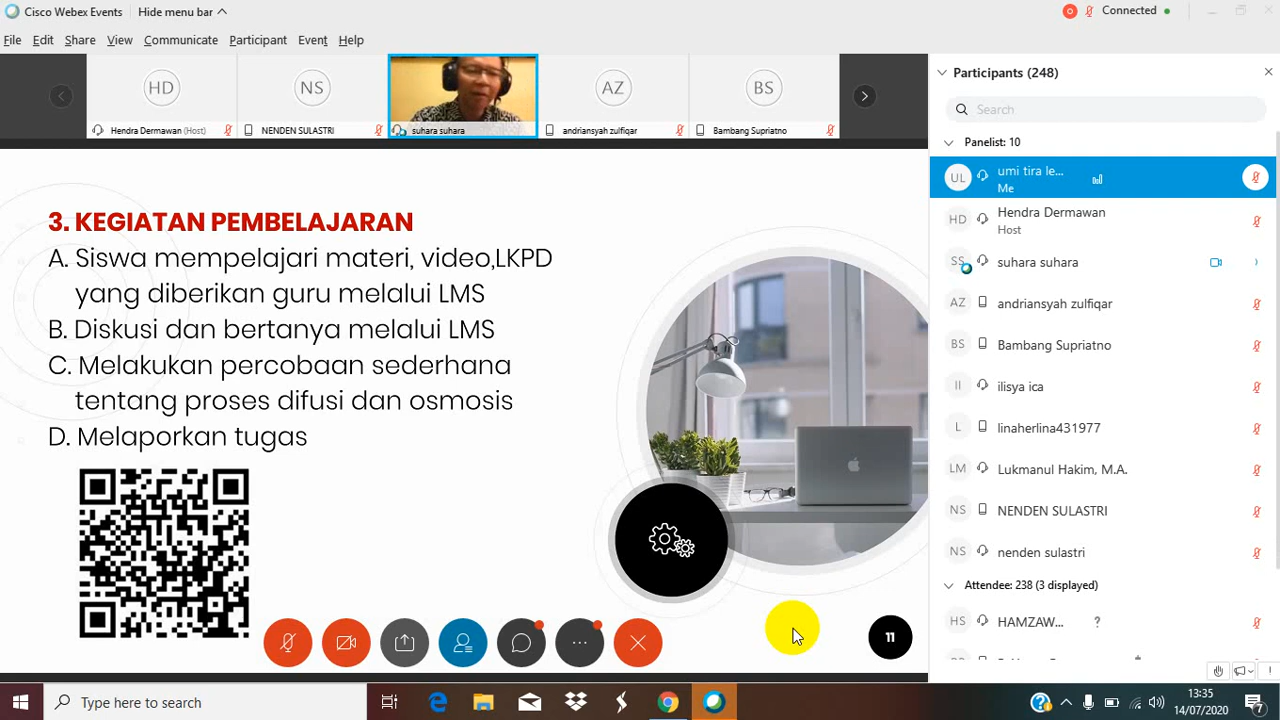 Cisco Webex Events
Hide menu bar
Connected
File Edit Share View Communicate Participant Event Help
HD
NS
AZ
BS
Hendra Dermawan (Host)
NENDEN SULASTRI
suhara suhara
andriansyah zulfiqar
Bambang Supriatno
3. KEGIATAN PEMBELAJARAN
A. Siswa mempelajari materi, video,LKPD
yang diberikan guru melalui LMS
B. Diskusi dan bertanya melalui LMS
C. Melakukan percobaan sederhana
tentang proses difusi dan osmosis
D. Melaporkan tugas
11
Participants (248)
Search
Panelist: 10
UL umi tira le...
Me
HD Hendra Dermawan
Host
SS suhara suhara
AZ andriansyah zulfiqar
BS Bambang Supriatno
II ilisya ica
L linaherlina431977
LM Lukmanul Hakim, M.A.
NS NENDEN SULASTRI
NS nenden sulastri
Attendee: 238 (3 displayed)
HS HAMZAW... ?
Type here to search
13:35
14/07/2020
7